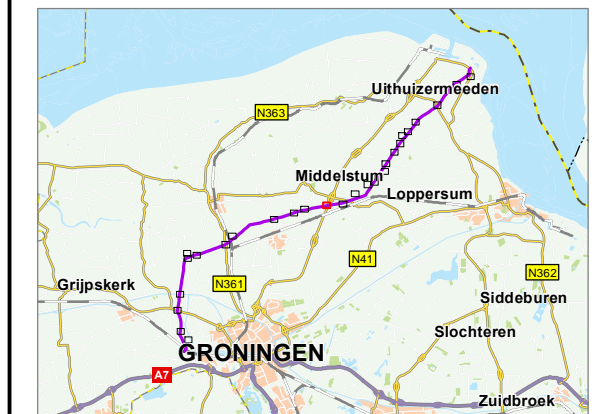 Uithuizermeeden
N363
Middelstum
Loppersum
N41
N362
Grijpskerk
N361
Siddeburen
Slochteren
GRONINGEN
A7
Zuidbroek